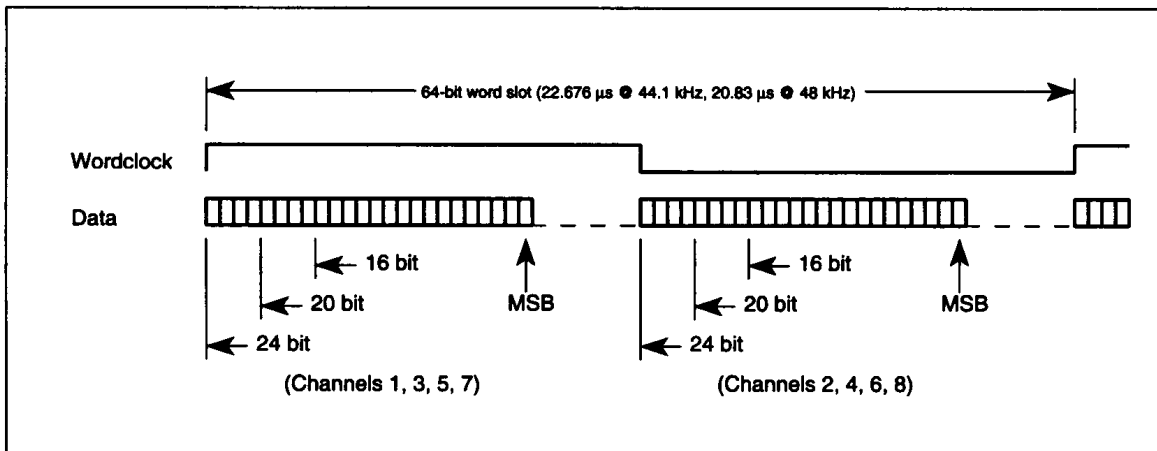 64-bit word slot (22.676 µs @ 44.1 kHz, 20.83 µs @ 48 kHz)
Wordclock
Data
16 bit
16 bit
20 bit
MSB
20 bit
MSB
24 bit
24 bit
(Channels 1, 3, 5, 7)
(Channels 2, 4, 6, 8)